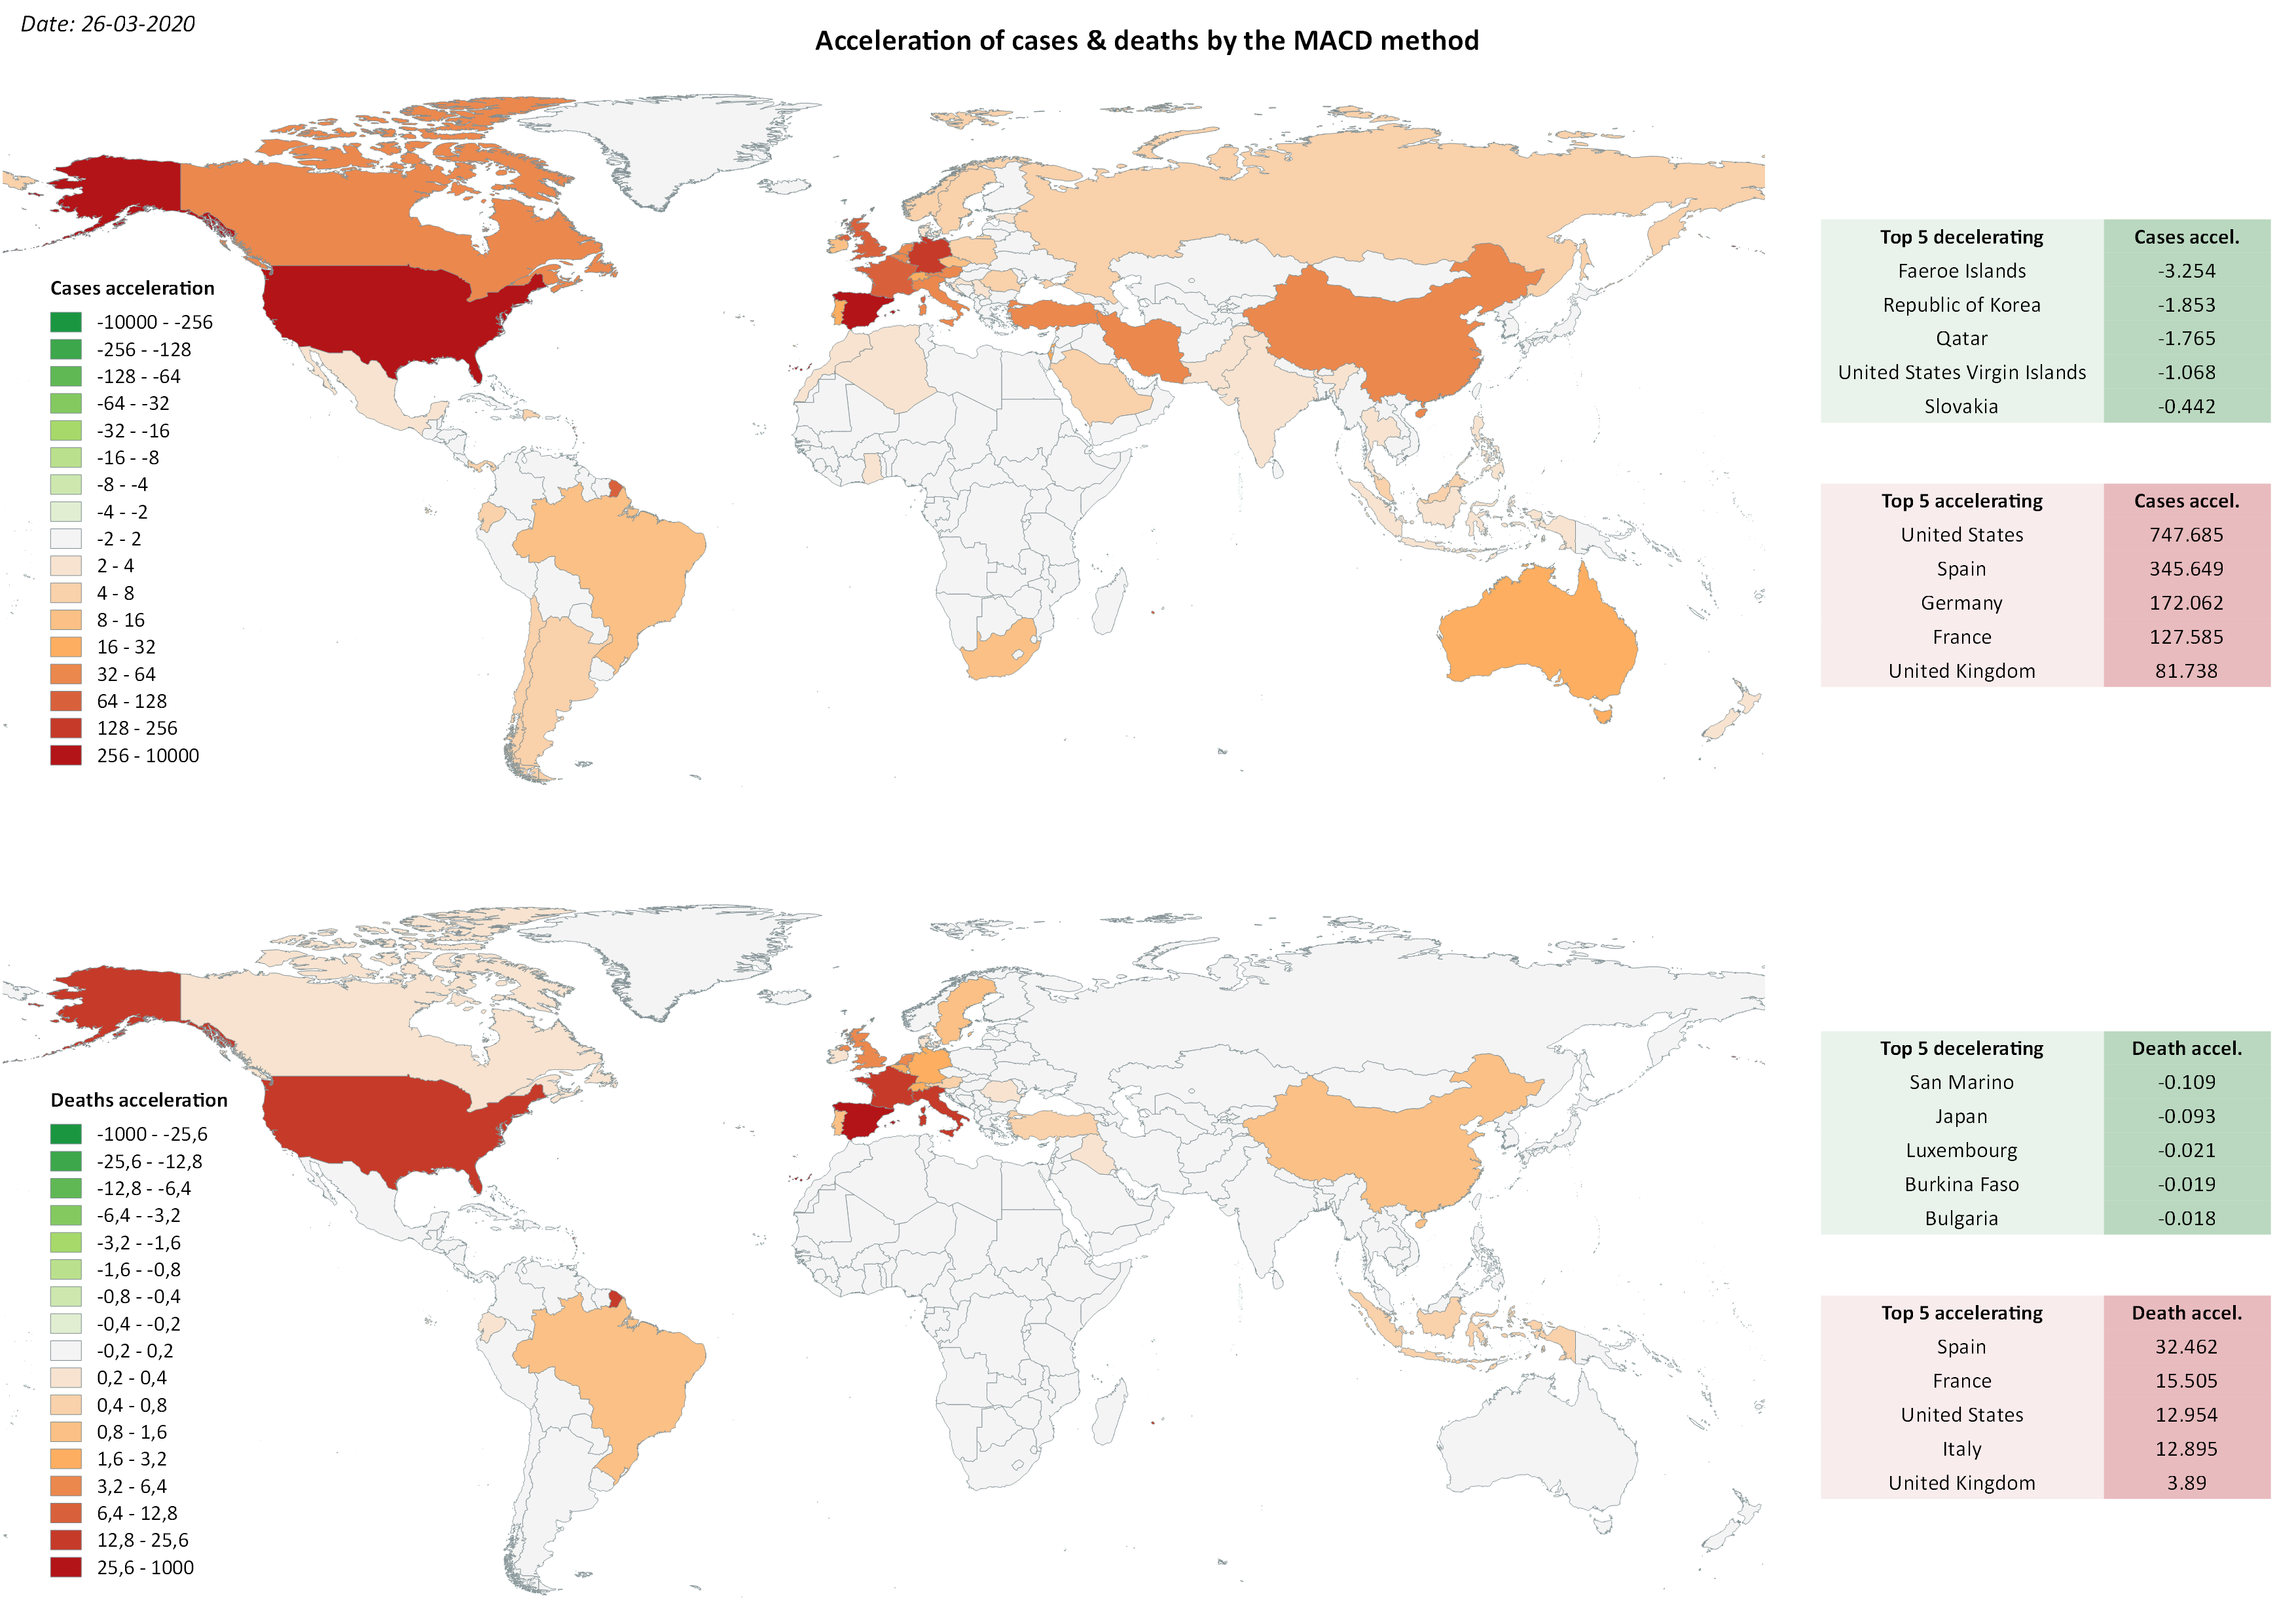 Date: 26-03-2020
Acceleration of cases & deaths by the MACD method
Cases acceleration
-10000 - -256
-256 - -128
-128 - -64
-64 - -32
-32 - -16
-16 - -8
-8 - -4
-4 - -2
-2 - 2
2 - 4
4 - 8
8 - 16
16 - 32
32 - 64
64 - 128
128 - 256
256 - 10000
Top 5 decelerating Cases accel.
Faeroe Islands -3.254
Republic of Korea -1.853
Qatar -1.765
United States Virgin Islands -1.068
Slovakia -0.442
Top 5 accelerating Cases accel.
United States 747.685
Spain 345.649
Germany 172.062
France 127.585
United Kingdom 81.738
Deaths acceleration
-1000 - -25,6
-25,6 - -12,8
-12,8 - -6,4
-6,4 - -3,2
-3,2 - -1,6
-1,6 - -0,8
-0,8 - -0,4
-0,4 - -0,2
-0,2 - 0,2
0,2 - 0,4
0,4 - 0,8
0,8 - 1,6
1,6 - 3,2
3,2 - 6,4
6,4 - 12,8
12,8 - 25,6
25,6 - 1000
Top 5 decelerating Death accel.
San Marino -0.109
Japan -0.093
Luxembourg -0.021
Burkina Faso -0.019
Bulgaria -0.018
Top 5 accelerating Death accel.
Spain 32.462
France 15.505
United States 12.954
Italy 12.895
United Kingdom 3.89